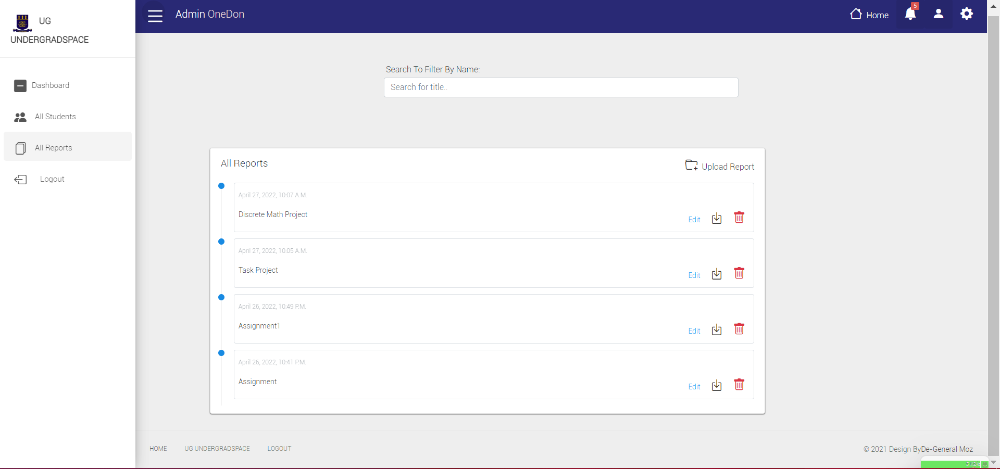 UG
UNDERGRADSPACE
Dashboard
All Students
All Reports
Logout
Admin OneDon
Home
5
Search To Filter By Name:
Search for title..
All Reports
Upload Report
April 27, 2022, 10:07 A.M.
Discrete Math Project
Edit
April 27, 2022, 10:05 A.M.
Task Project
Edit
April 26, 2022, 10:49 P.M.
Assignment1
Edit
April 26, 2022, 10:41 P.M.
Assignment
Edit
HOME UG UNDERGRADSPACE LOGOUT
© 2021 Design ByDe-General Moz
5 KB/s